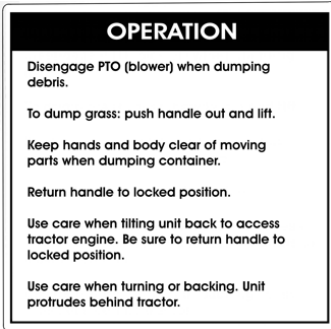 OPERATION
Disengage PTO (blower) when dumping
debris.
To dump grass: push handle out and lift.
Keep hands and body clear of moving
parts when dumping container.
Return handle to locked position.
Use care when tilting unit back to access
tractor engine. Be sure to return handle to
locked position.
Use care when turning or backing. Unit
protrudes behind tractor.